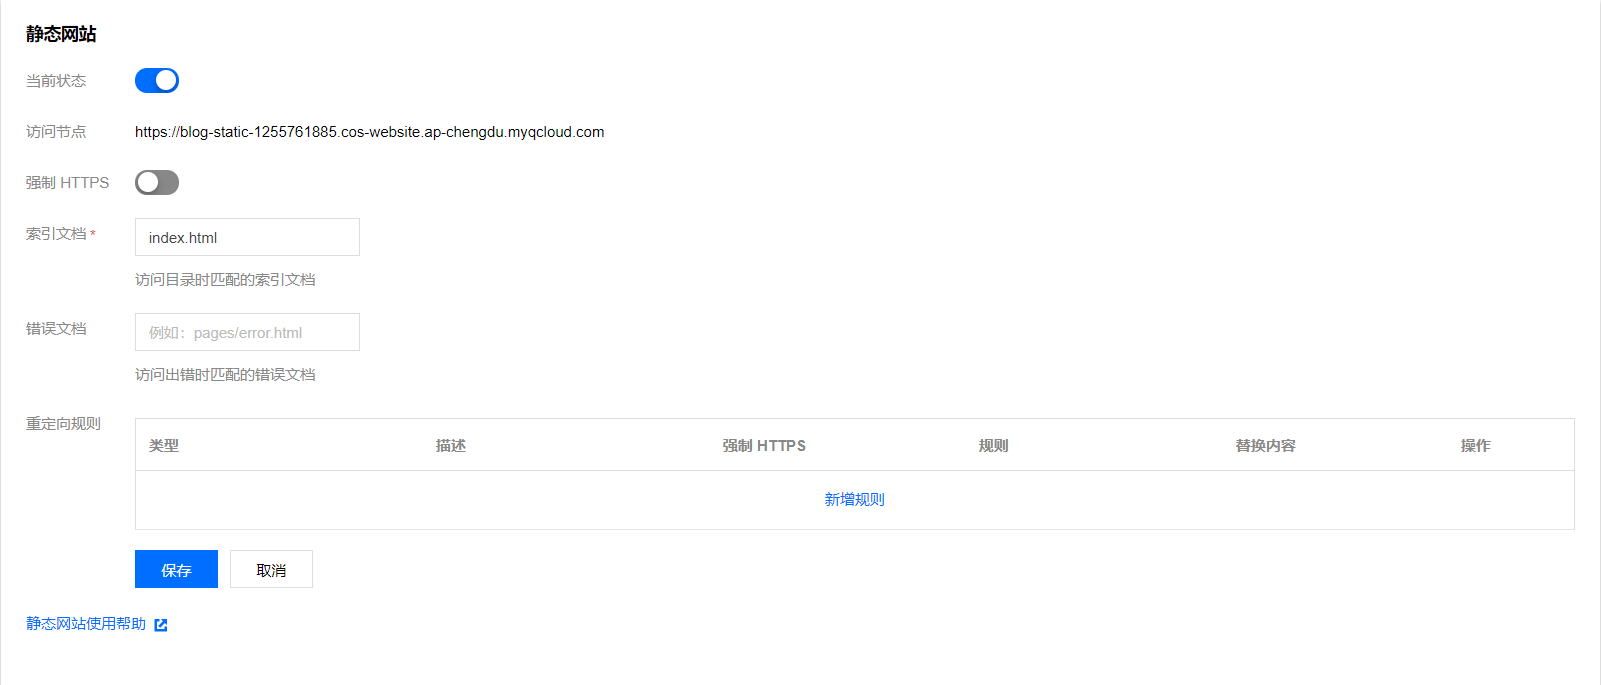 静态网站
当前状态
访问节点 https://blog-static-1255761885.cos-website.ap-chengdu.myqcloud.com
强制 HTTPS
索引文档 * index.html
访问目录时匹配的索引文档
错误文档 例如：pages/error.html
访问出错时匹配的错误文档
重定向规则
类型 描述 强制 HTTPS 规则 替换内容 操作
新增规则
保存 取消
静态网站使用帮助